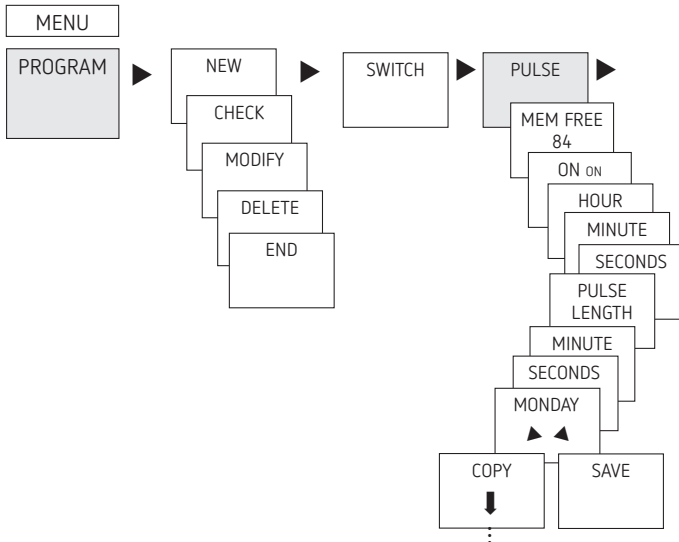 MENU
PROGRAM
NEW
CHECK
MODIFY
DELETE
END
SWITCH
PULSE
MEM FREE
84
ON ON
HOUR
MINUTE
SECONDS
PULSE
LENGTH
MINUTE
SECONDS
MONDAY
COPY
SAVE